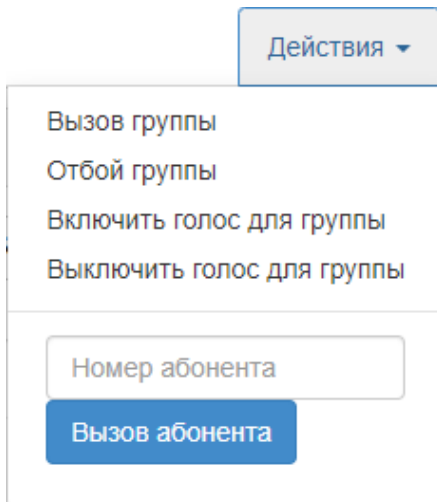 Действия
Вызов группы
Отбой группы
Включить голос для группы
Выключить голос для группы
Номер абонента
Вызов абонента